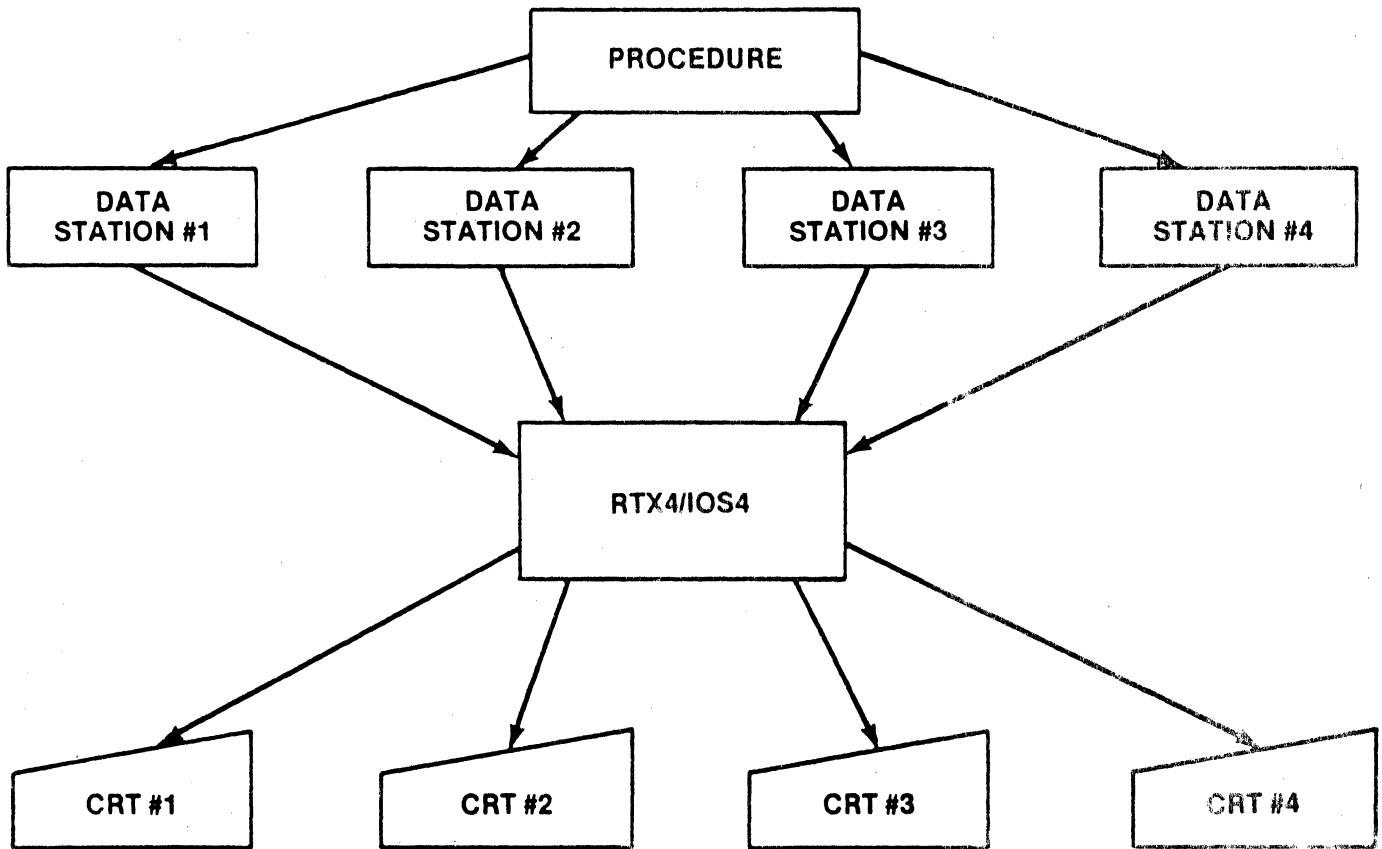 PROCEDURE
DATA
STATION #1
DATA
STATION #2
DATA
STATION #3
DATA
STATION #4
RTX4/IOS4
CRT #1
CRT #2
CRT #3
CRT #4